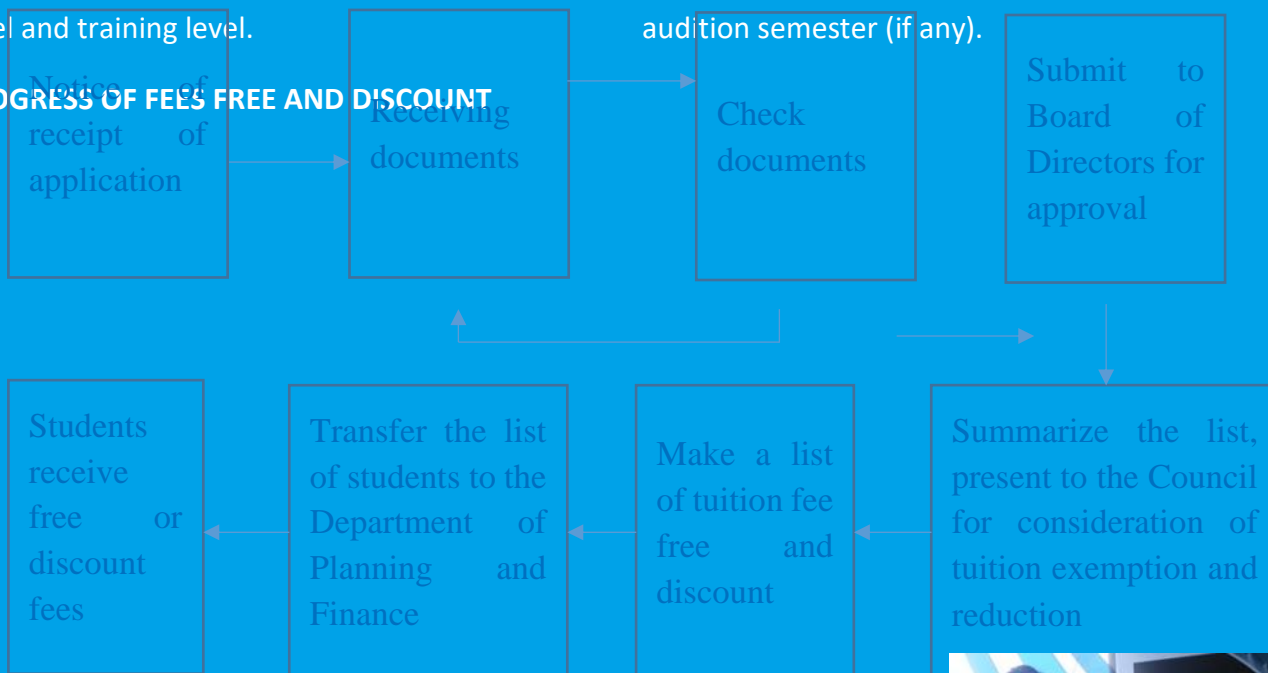 el and training level.
audition semester (if any).
OGRESS OF FEES FREE AND DISCOUNT
Notice of
receipt of
application
Receiving
documents
Check
documents
Submit to
Board of
Directors for
approval
Students
receive
free or
discount
fees
Transfer the list
of students to the
Department of
Planning and
Finance
Make a list
of tuition fee
free and
discount
Summarize the list,
present to the Council
for consideration of
tuition exemption and
reduction